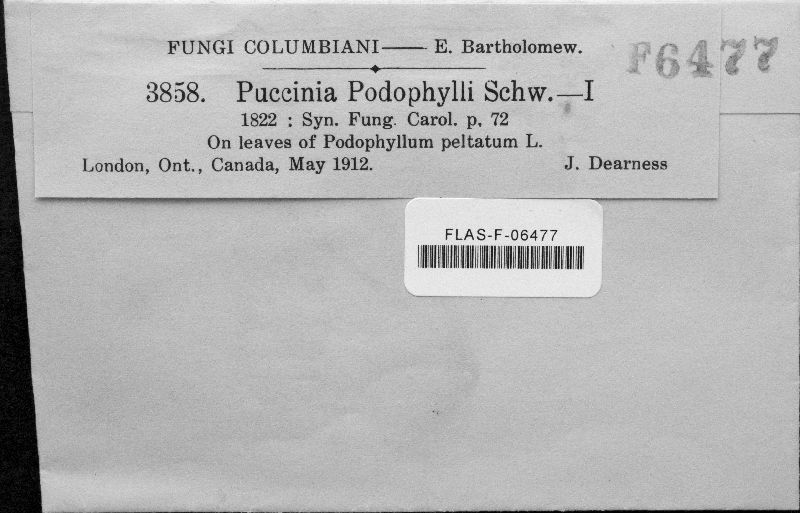 FUNGI COLUMBIANI—— E. Bartholomew.
F6477
3858. Puccinia Podophylli Schw.—I
1822 : Syn. Fung. Carol. p, 72
On leaves of Podophyllum peltatum L.
London, Ont., Canada, May 1912. J. Dearness
FLAS-F-06477